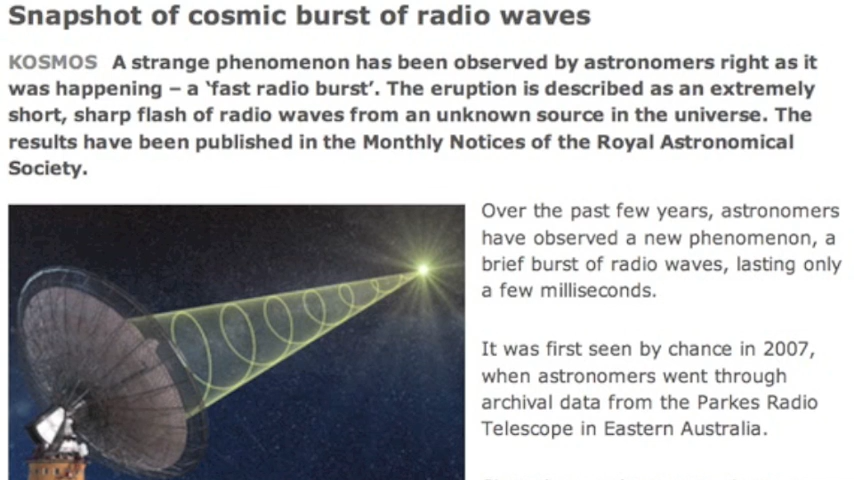 Snapshot of cosmic burst of radio waves
KOSMOS A strange phenomenon has been observed by astronomers right as it
was happening – a ‘fast radio burst’. The eruption is described as an extremely
short, sharp flash of radio waves from an unknown source in the universe. The
results have been published in the Monthly Notices of the Royal Astronomical
Society.
Over the past few years, astronomers
have observed a new phenomenon, a
brief burst of radio waves, lasting only
a few milliseconds.
It was first seen by chance in 2007,
when astronomers went through
archival data from the Parkes Radio
Telescope in Eastern Australia.